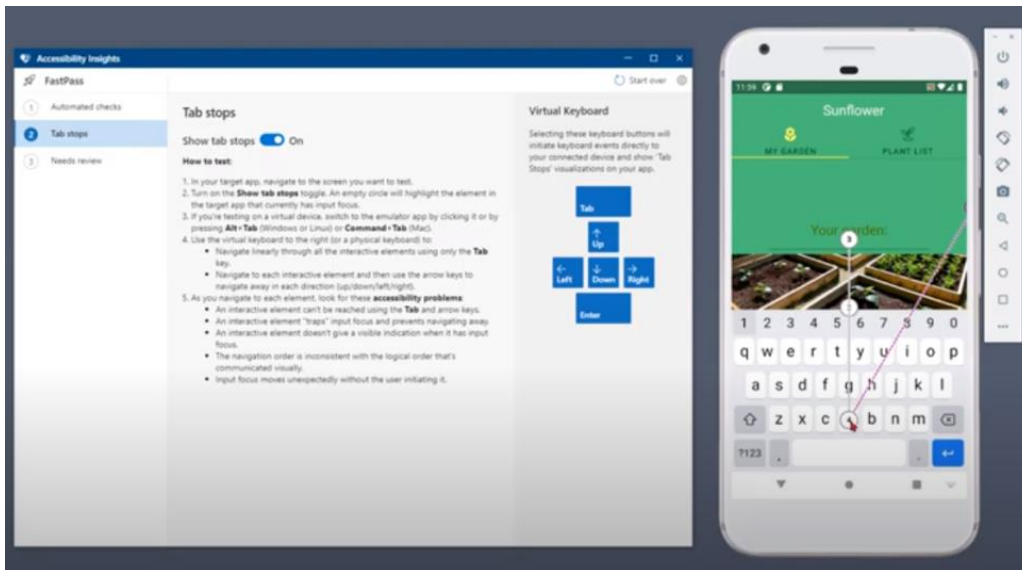 Accessibility Insights
FastPass
Start over
1 Automated checks
2 Tab stops
3 Needs review
Tab stops
Show tab stops On
How to test:
1. In your target app, navigate to the screen you want to test.
2. Turn on the Show tab stops toggle. An empty circle will highlight the element in
the target app that currently has input focus.
3. If you're testing on a virtual device, switch to the emulator app by clicking it or by
pressing Alt+Tab (Windows or Linux) or Command+Tab (Mac).
4. Use the virtual keyboard to the right (or a physical keyboard) to:
• Navigate linearly through all the interactive elements using only the Tab
key.
• Navigate to each interactive element and then use the arrow keys to
navigate away in each direction (up/down/left/right).
5. As you navigate to each element, look for these accessibility problems:
• An interactive element can't be reached using the Tab and arrow keys.
• An interactive element "traps" input focus and prevents navigating away.
• An interactive element doesn't give a visible indication when it has input
focus.
• The navigation order is inconsistent with the logical order that's
communicated visually.
• Input focus moves unexpectedly without the user initiating it.
Virtual Keyboard
Selecting these keyboard buttons will
initiate keyboard events directly to
your connected device and show 'Tab
Stops' visualizations on your app.
Tab
Up
Left Down Right
Enter
11:59
Sunflower
MY GARDEN PLANT LIST
Your garden:
3
1 2 3 4 5 6 7 8 9 0
q w e r t y u i o p
a s d f g h j k l
z x c b n m
?123 , .